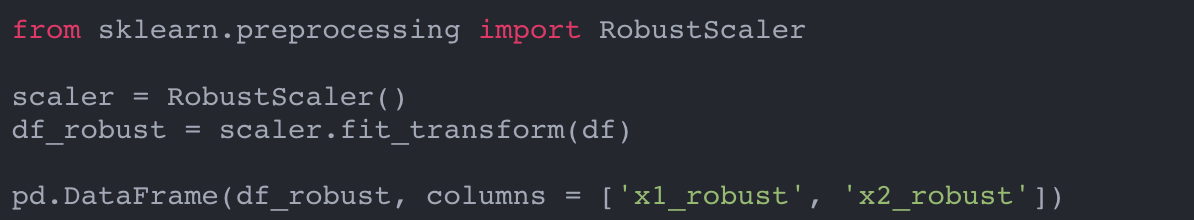 from sklearn.preprocessing import RobustScaler
scaler = RobustScaler()
df_robust = scaler.fit_transform(df)
pd.DataFrame(df_robust, columns = ['x1_robust', 'x2_robust'])